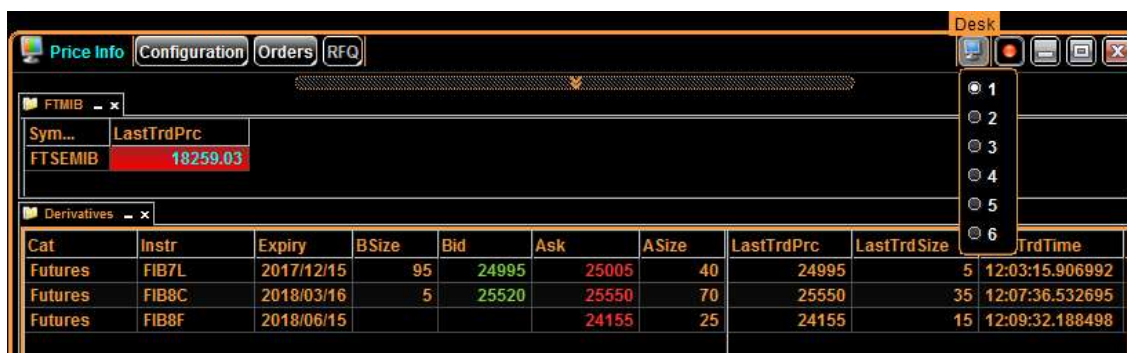 Desk
Price Info Configuration Orders RFQ
1
2
3
4
5
6
FTMIB
Sym... LastTrdPrc
FTSEMIB 18259.03
Derivatives
Cat Instr Expiry BSize Bid Ask ASize LastTrdPrc LastTrdSize TrdTime
Futures FIB7L 2017/12/15 95 24995 25005 40 24995 5 12:03:15.906992
Futures FIB8C 2018/03/16 5 25520 25550 70 25550 35 12:07:36.532695
Futures FIB8F 2018/06/15 24155 25 24155 15 12:09:32.188498